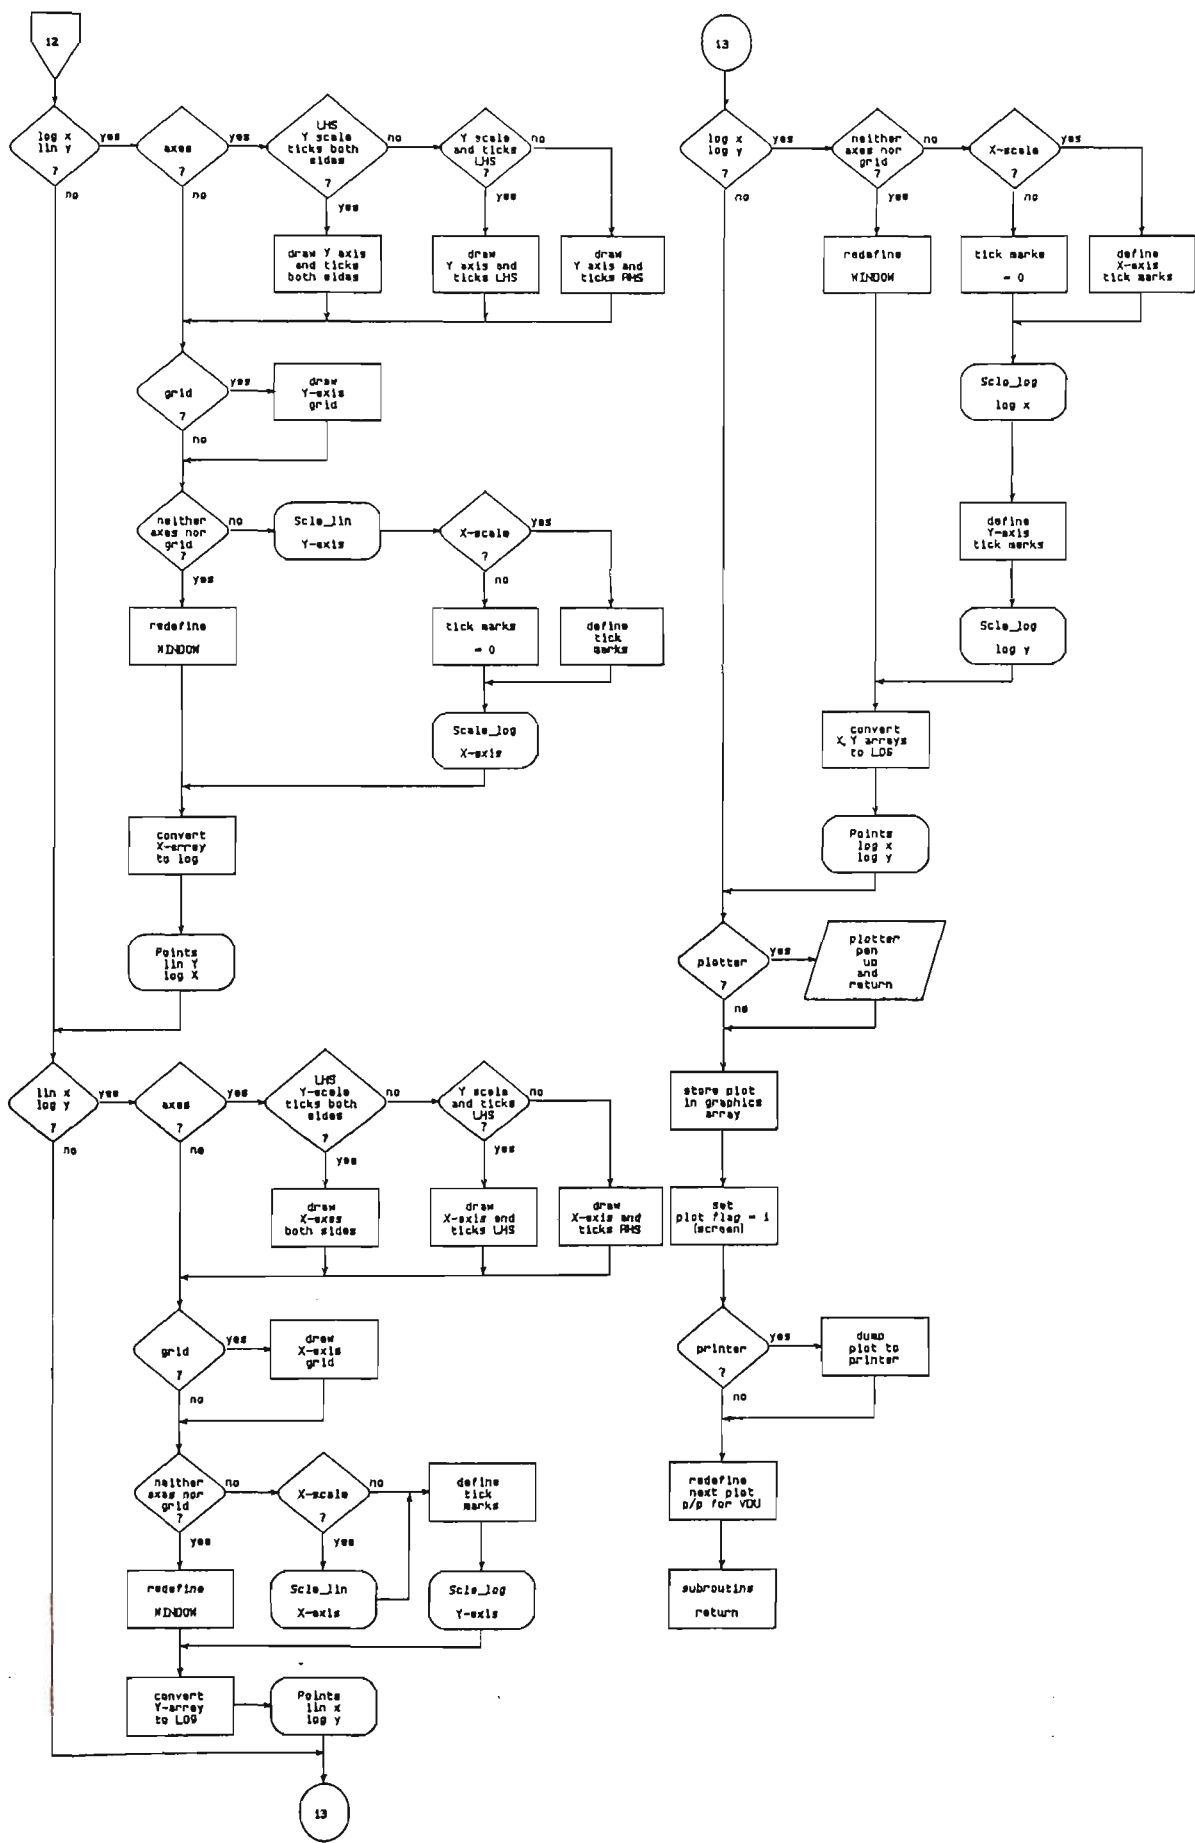 12
log x
lin y
?
yes
no
axes
?
yes
no
LHS
Y scale
ticks both
sides
?
no
yes
Y scale
and ticks
LHS
?
no
yes
draw Y axis
and ticks
both sides
draw
Y axis and
ticks LHS
draw
Y axis and
ticks RHS
grid
?
yes
no
draw
Y-axis
grid
neither
axes nor
grid
?
no
yes
Scle_lin
Y-axis
X-scale
?
yes
no
redefine
WINDOW
tick marks
= 0
define
tick
marks
Scale_log
X-axis
convert
X-array
to log
Points
lin Y
log X
lin x
log y
?
yes
no
axes
?
yes
no
LHS
Y-scale
ticks both
sides
?
no
yes
Y scale
and ticks
LHS
?
no
yes
draw
X-axes
both sides
draw
X-axis and
ticks LHS
draw
X-axis and
ticks RHS
grid
?
yes
no
draw
X-axis
grid
neither
axes nor
grid
?
no
yes
X-scale
?
no
yes
define
tick
marks
redefine
WINDOW
Scle_lin
X-axis
Scle_log
Y-axis
convert
Y-array
to LOG
Points
lin x
log y
13
13
log x
log y
?
yes
no
neither
axes nor
grid
?
no
yes
X-scale
?
yes
no
redefine
WINDOW
tick marks
= 0
define
X-axis
tick marks
Scle_log
log x
define
Y-axis
tick marks
Scle_log
log y
convert
X,Y arrays
to LOG
Points
log x
log y
plotter
?
yes
no
plotter
pen
up
and
return
store plot
in graphics
array
set
plot flag = 1
(screen)
printer
?
yes
no
dump
plot to
printer
redefine
next plot
p/p for VDU
subroutine
return